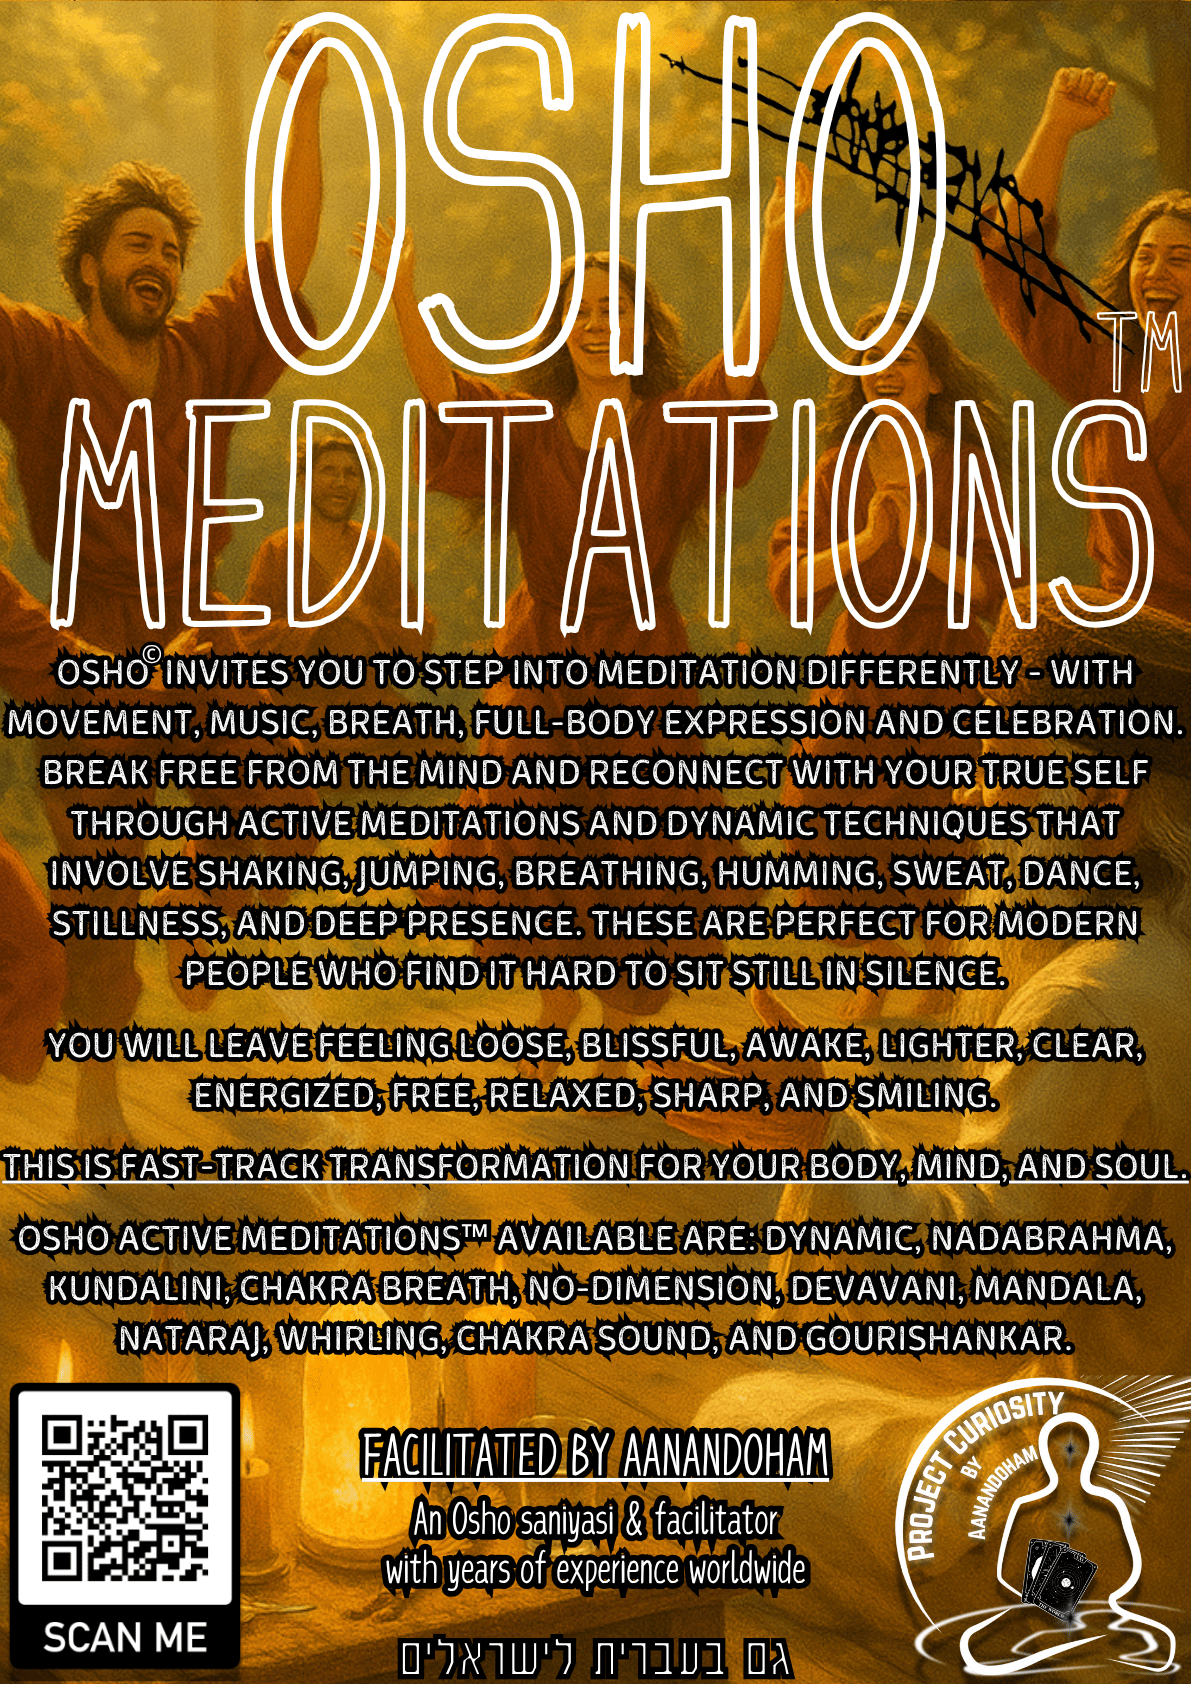 OSHO
TM
MEDITATIONS
OSHO© INVITES YOU TO STEP INTO MEDITATION DIFFERENTLY - WITH
MOVEMENT, MUSIC, BREATH, FULL-BODY EXPRESSION AND CELEBRATION.
BREAK FREE FROM THE MIND AND RECONNECT WITH YOUR TRUE SELF
THROUGH ACTIVE MEDITATIONS AND DYNAMIC TECHNIQUES THAT
INVOLVE SHAKING, JUMPING, BREATHING, HUMMING, SWEAT, DANCE,
STILLNESS, AND DEEP PRESENCE. THESE ARE PERFECT FOR MODERN
PEOPLE WHO FIND IT HARD TO SIT STILL IN SILENCE.
YOU WILL LEAVE FEELING LOOSE, BLISSFUL, AWAKE, LIGHTER, CLEAR,
ENERGIZED, FREE, RELAXED, SHARP, AND SMILING.
THIS IS FAST-TRACK TRANSFORMATION FOR YOUR BODY, MIND, AND SOUL.
OSHO ACTIVE MEDITATIONS™ AVAILABLE ARE: DYNAMIC, NADABRAHMA,
KUNDALINI, CHAKRA BREATH, NO-DIMENSION, DEVAVANI, MANDALA,
NATARAJ, WHIRLING, CHAKRA SOUND, AND GOURISHANKAR.
SCAN ME
FACILITATED BY AANANDOHAM
An Osho saniyasi & facilitator
with years of experience worldwide
גם בעברית לישראלים
PROJECT CURIOSITY
BY
AANANDOHAM